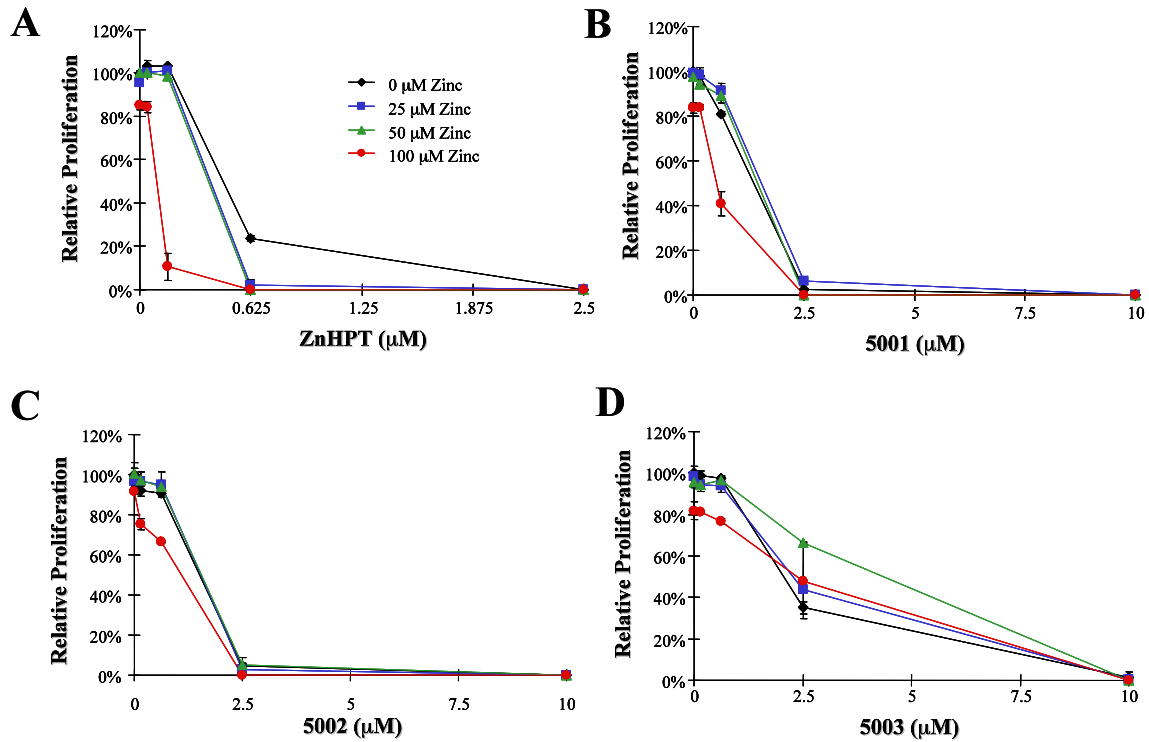 A
120%
100%
80%
60%
40%
20%
0%
Relative Proliferation
0 0.625 1.25 1.875 2.5
ZnHPT (μM)
0 μM Zinc
25 μM Zinc
50 μM Zinc
100 μM Zinc
B
120%
100%
80%
60%
40%
20%
0%
Relative Proliferation
0 2.5 5 7.5 10
5001 (μM)
C
120%
100%
80%
60%
40%
20%
0%
Relative Proliferation
0 2.5 5 7.5 10
5002 (μM)
D
120%
100%
80%
60%
40%
20%
0%
Relative Proliferation
0 2.5 5 7.5 10
5003 (μM)